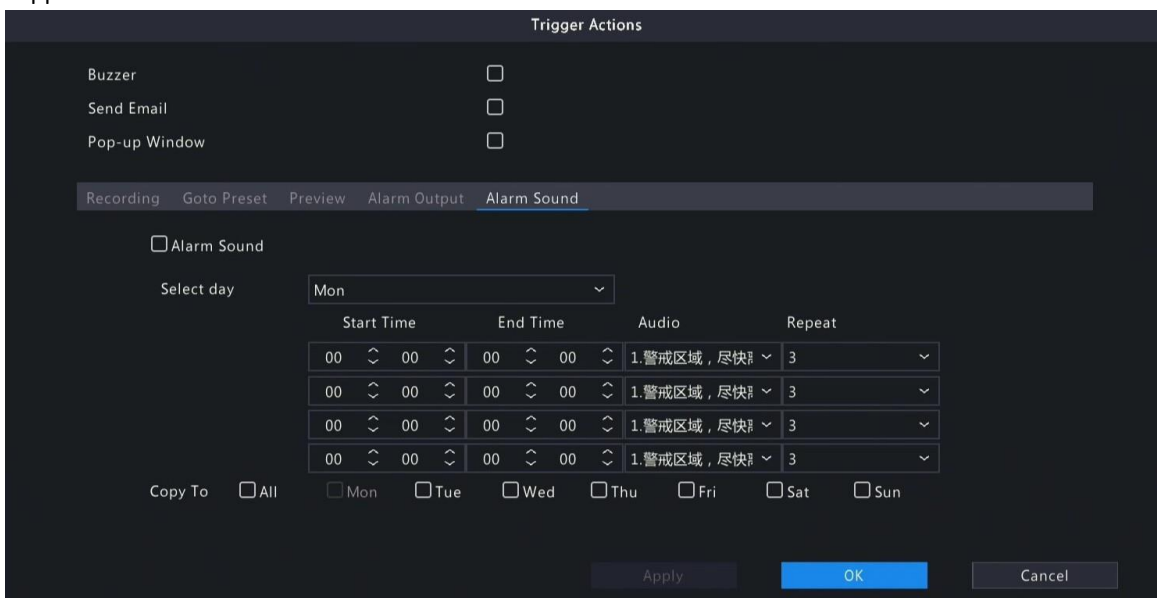 Trigger Actions
Buzzer
Send Email
Pop-up Window
Recording Goto Preset Preview Alarm Output Alarm Sound
Alarm Sound
Select day Mon
Start Time End Time Audio Repeat
00 00 00 00 1.警戒区域，尽快 3
00 00 00 00 1.警戒区域，尽快 3
00 00 00 00 1.警戒区域，尽快 3
00 00 00 00 1.警戒区域，尽快 3
Copy To All Mon Tue Wed Thu Fri Sat Sun
Apply OK Cancel